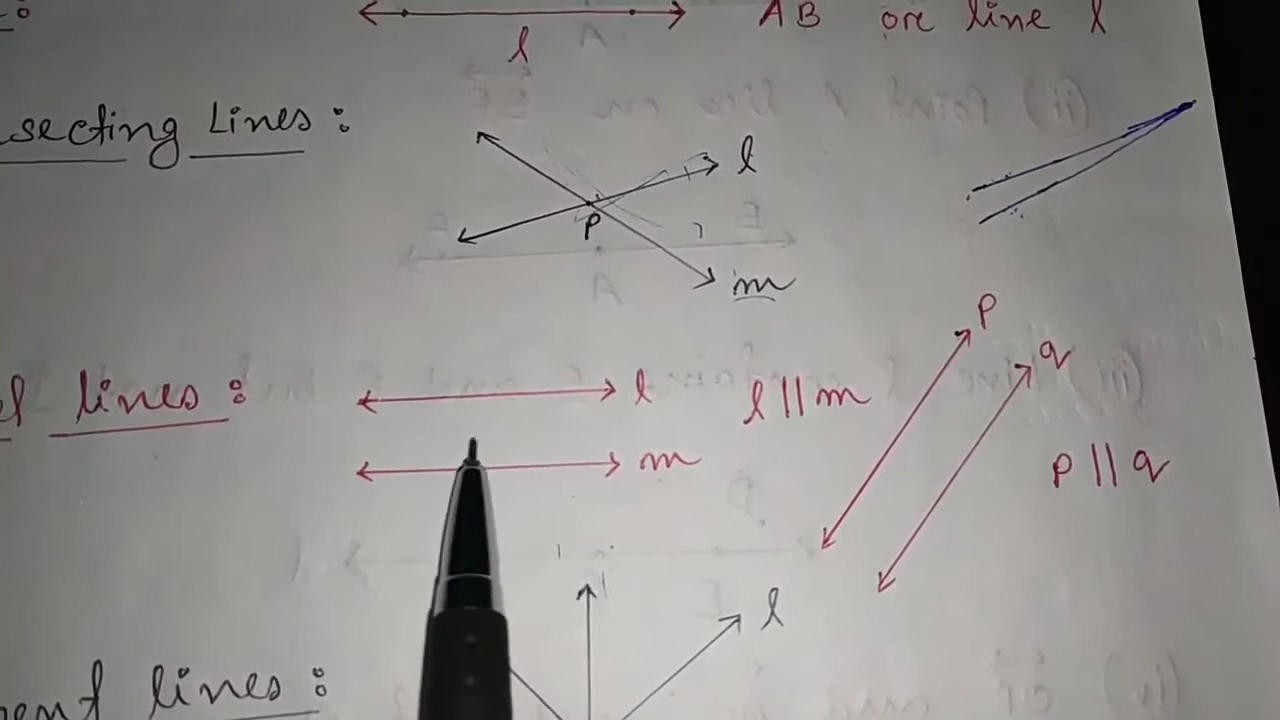 AB or line l
l
secting Lines:
l
P
m
P
q
lines:
l
l || m
m
p || q
l
lines: